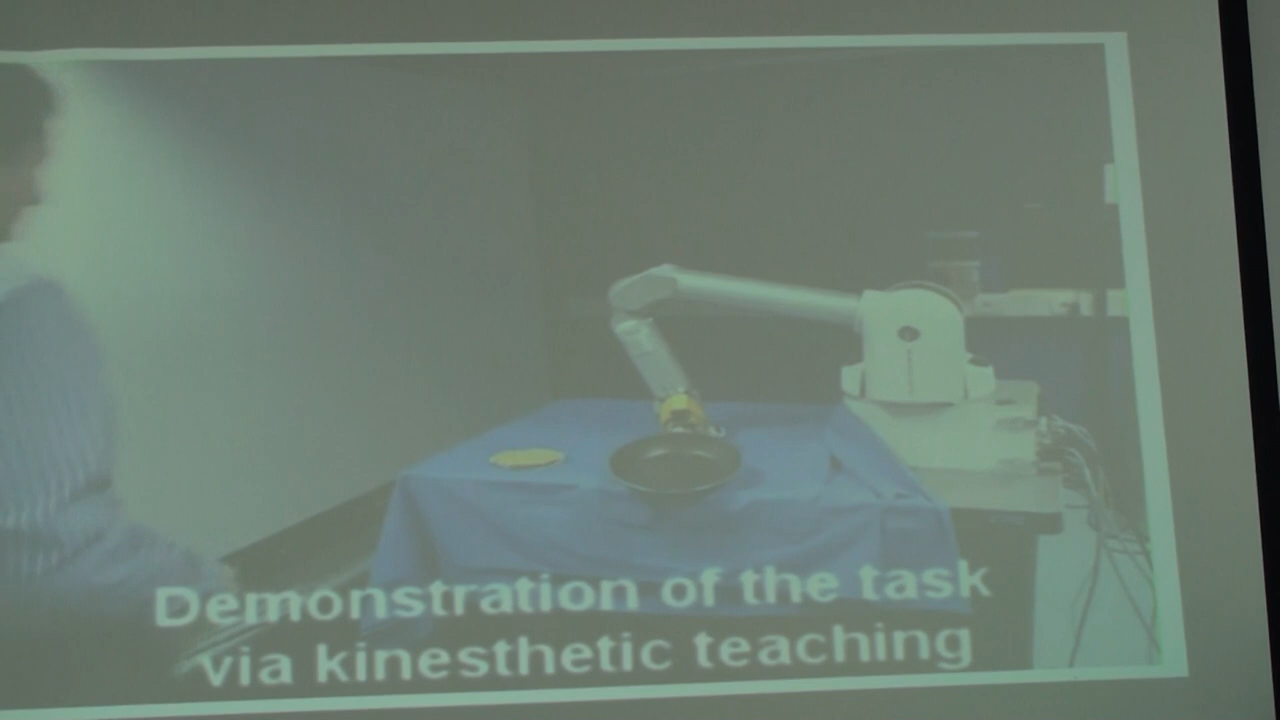 Demonstration of the task
via kinesthetic teaching